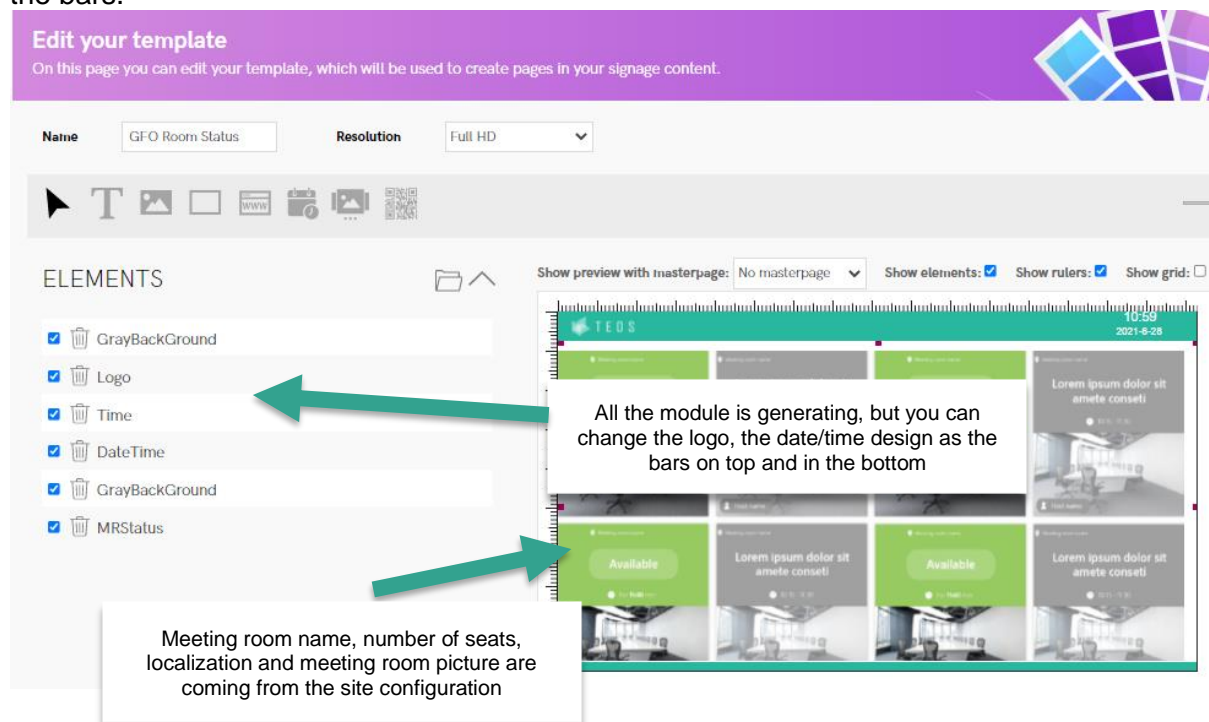 the bars.
Edit your template
On this page you can edit your template, which will be used to create pages in your signage content.
Name GFO Room Status Resolution Full HD
T www
ELEMENTS
Show preview with masterpage: No masterpage Show elements: Show rulers: Show grid:
GrayBackGround
Logo
Time
DateTime
GrayBackGround
MRStatus
TEOS
10:59
2021-6-28
Lorem ipsum dolor sit
amete conseti
All the module is generating, but you can
change the logo, the date/time design as the
bars on top and in the bottom
Host name
Available
Lorem ipsum dolor sit
amete conseti
Available
Lorem ipsum dolor sit
amete conseti
Meeting room name, number of seats,
localization and meeting room picture are
coming from the site configuration